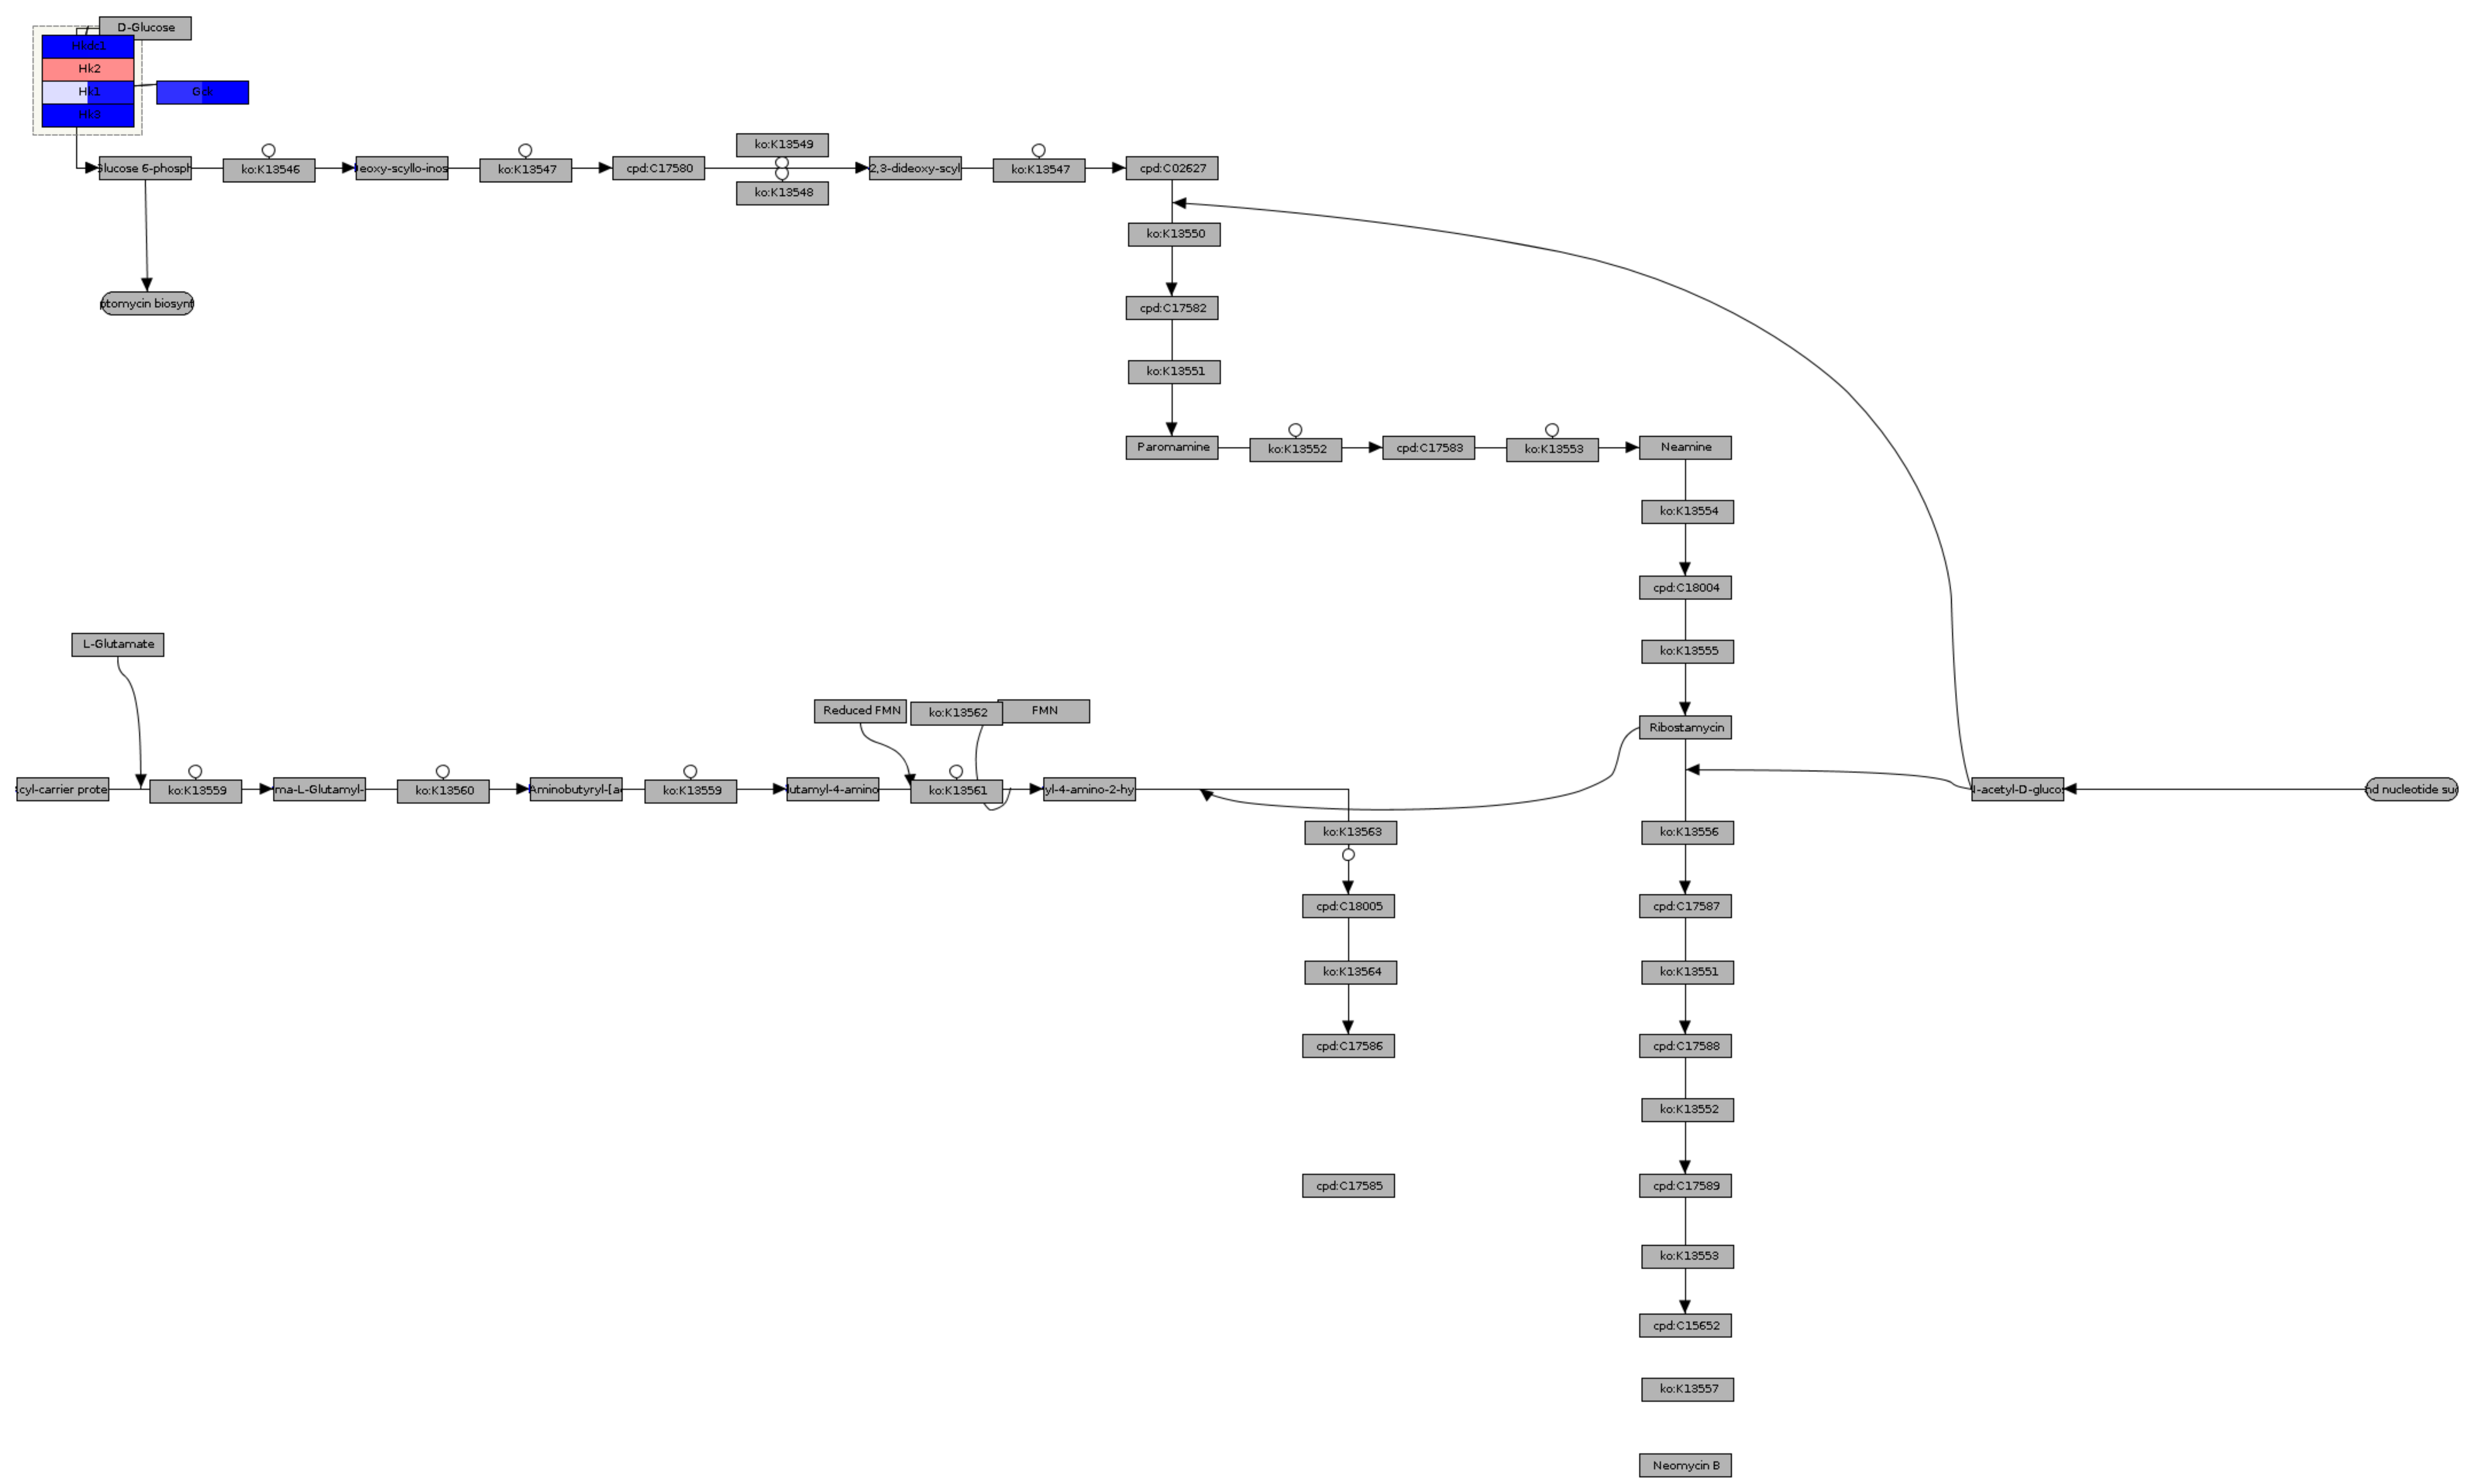 D-Glucose
Hkdc1
Hk2
Hk1
Gck
Hk3
ko:K13549
Glucose 6-phosph
ko:K13546
deoxy-scyllo-inos
ko:K13547
cpd:C17580
2,3-dideoxy-scyl
ko:K13547
cpd:C02627
ko:K13548
ko:K13550
ptomycin biosynt
cpd:C17582
ko:K13551
Paromamine
ko:K13552
cpd:C17583
ko:K13553
Neamine
ko:K13554
cpd:C18004
L-Glutamate
ko:K13555
Reduced FMN
ko:K13562
FMN
Ribostamycin
cyl-carrier prote
ko:K13559
ma-L-Glutamyl-
ko:K13560
Aminobutyryl-[a
ko:K13559
lutamyl-4-amino
ko:K13561
yl-4-amino-2-hy
N-acetyl-D-glucos
nd nucleotide sug
ko:K13563
ko:K13556
cpd:C18005
cpd:C17587
ko:K13564
ko:K13551
cpd:C17586
cpd:C17588
ko:K13552
cpd:C17585
cpd:C17589
ko:K13553
cpd:C15652
ko:K13557
Neomycin B